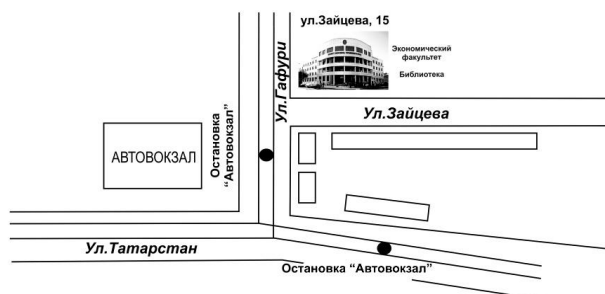 ул.Зайцева, 15
Экономический
факультет
Библиотека
Ул.Гафури
Ул.Зайцева
Остановка
"Автовокзал"
АВТОВОКЗАЛ
Ул.Татарстан
Остановка "Автовокзал"